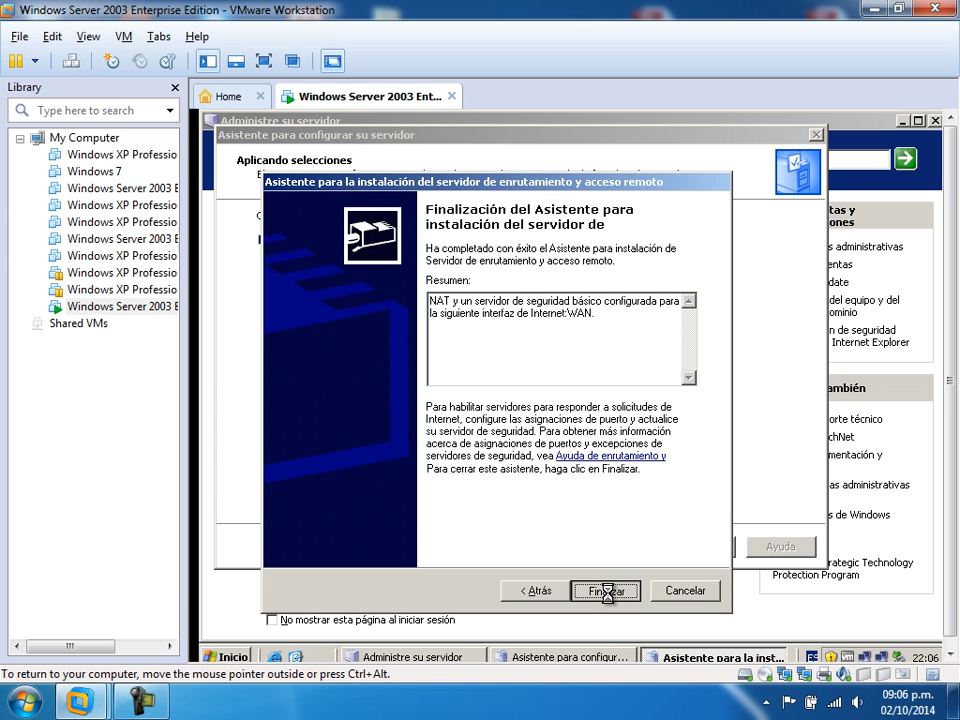 Windows Server 2003 Enterprise Edition - VMware Workstation
File Edit View VM Tabs Help
Library
Type here to search
My Computer
Windows XP Professio
Windows 7
Windows Server 2003 E
Windows XP Professio
Windows XP Professio
Windows Server 2003 E
Windows XP Professio
Windows XP Professio
Windows XP Professio
Windows Server 2003 E
Shared VMs
Home
Windows Server 2003 Ent...
Administre su servidor
Asistente para configurar su servidor
Aplicando selecciones
Asistente para la instalación del servidor de enrutamiento y acceso remoto
Finalización del Asistente para
instalación del servidor de
Ha completado con éxito el Asistente para instalación de
Servidor de enrutamiento y acceso remoto.
Resumen:
NAT y un servidor de seguridad básico configurada para
la siguiente interfaz de Internet:WAN.
Para habilitar servidores para responder a solicitudes de
Internet, configure las asignaciones de puerto y actualice
su servidor de seguridad. Para obtener más información
acerca de asignaciones de puertos y excepciones de
servidores de seguridad, vea Ayuda de enrutamiento y
Para cerrar este asistente, haga clic en Finalizar.
< Atrás
Cancelar
Ayuda
tas y
ones
s administrativas
entas
date
del equipo y del
ominio
n de seguridad
Internet Explorer
ambién
orte técnico
chNet
mentación y
as administrativas
s de Windows
rategic Technology
Protection Program
No mostrar esta página al iniciar sesión
Inicio
Administre su servidor
Asistente para configur...
Asistente para la inst...
ES
22:06
To return to your computer, move the mouse pointer outside or press Ctrl+Alt.
09:06 p.m.
02/10/2014